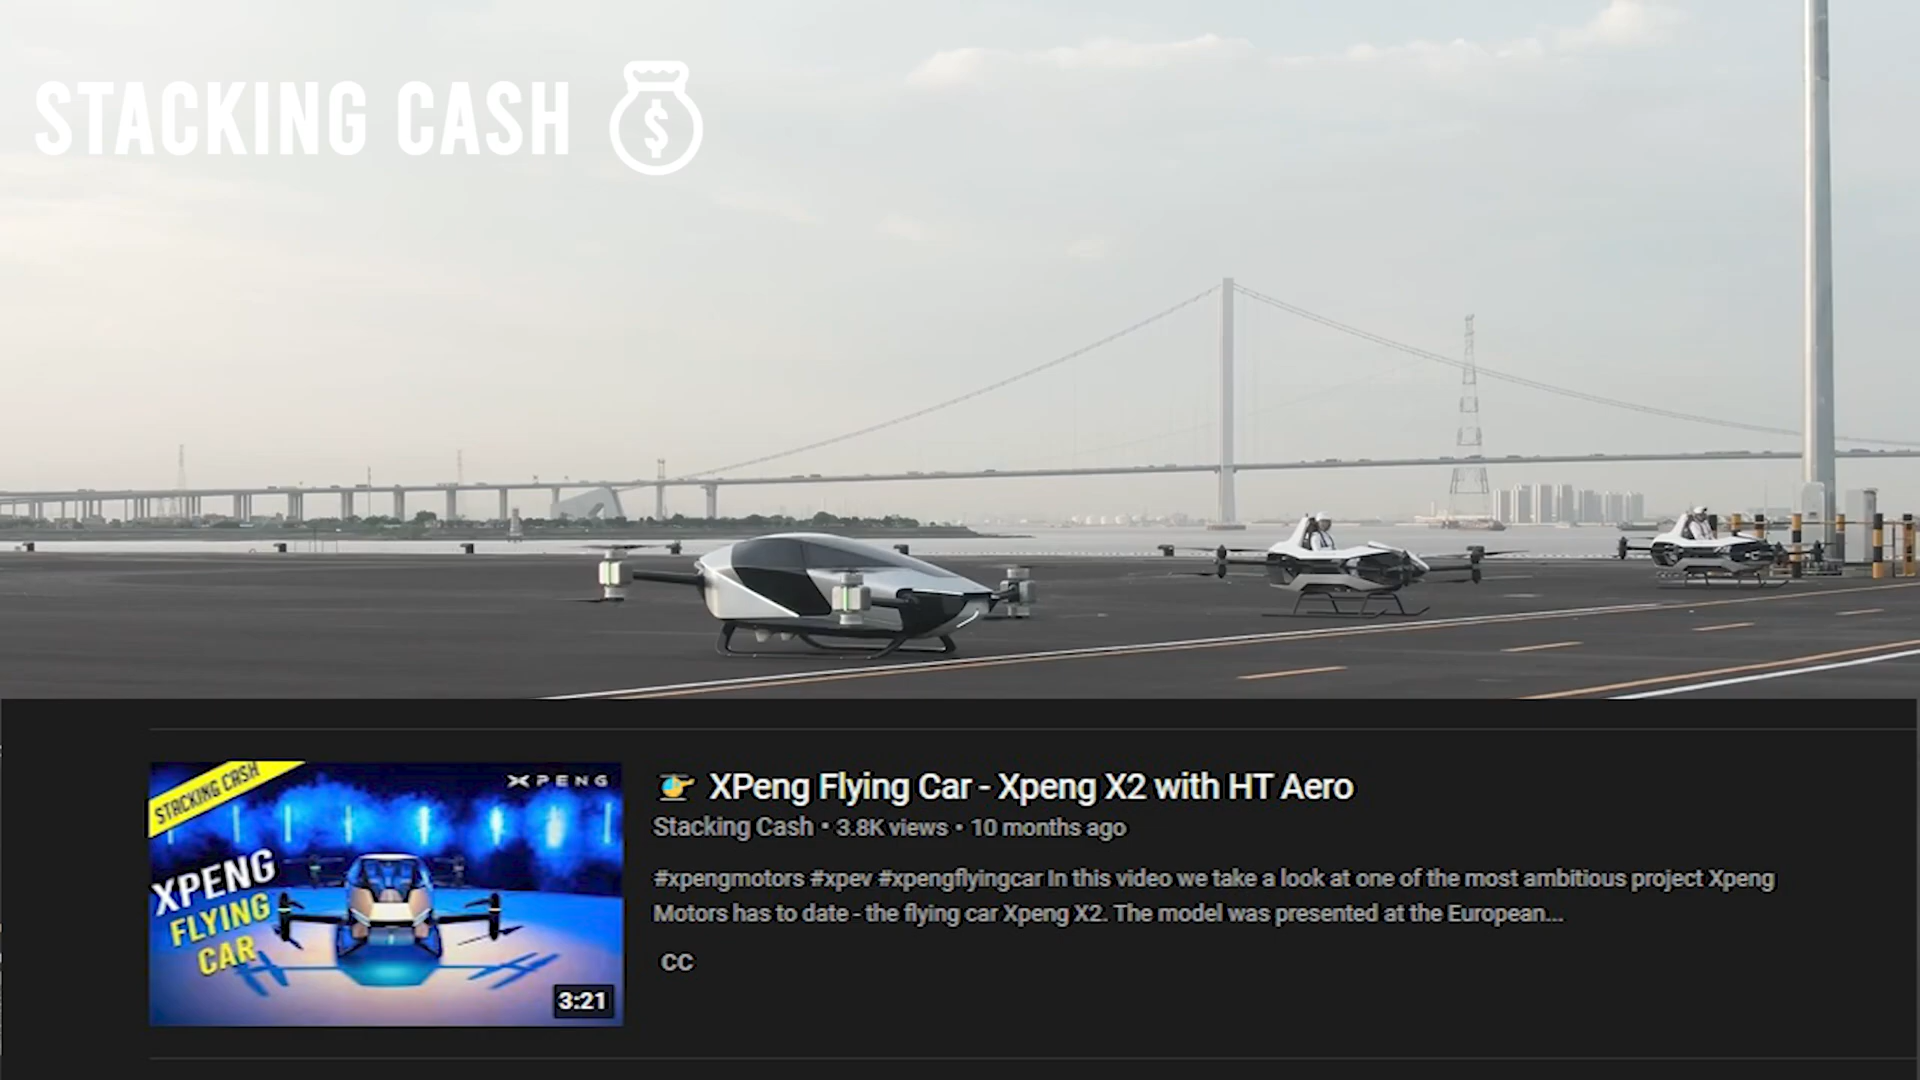 STACKING CASH
$
STACKING CASH
XPENG
XPENG
FLYING
CAR
3:21
XPeng Flying Car - Xpeng X2 with HT Aero
Stacking Cash • 3.8K views • 10 months ago
#xpengmotors #xpev #xpengflyingcar In this video we take a look at one of the most ambitious project Xpeng
Motors has to date - the flying car Xpeng X2. The model was presented at the European...
CC